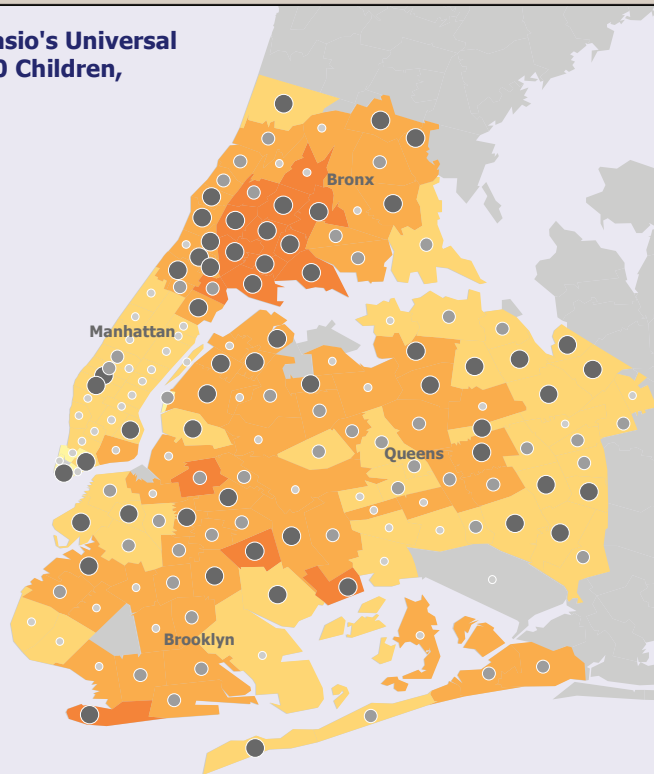 asio's Universal
0 Children,
Bronx
Manhattan
Queens
Brooklyn